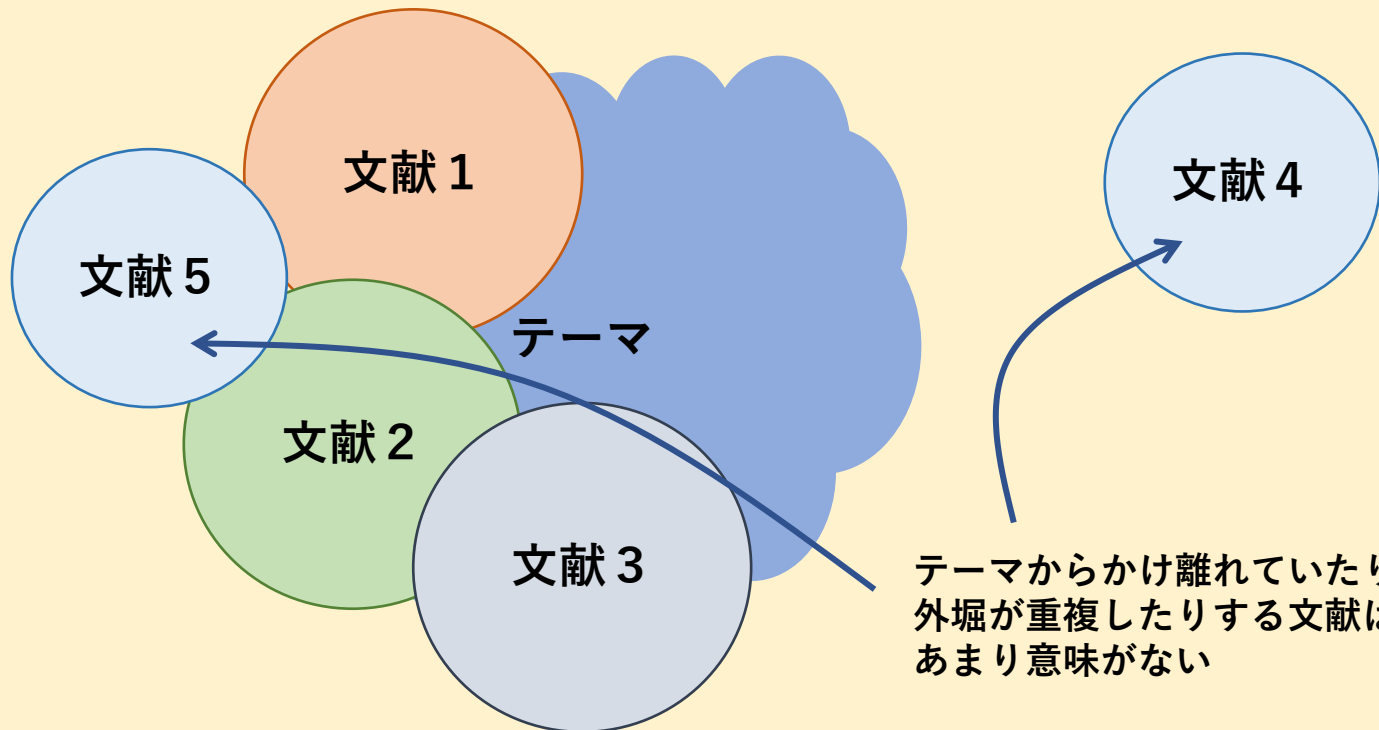 文献１
文献４
文献５
テーマ
文献２
文献３
テーマからかけ離れていたり
外堀が重複したりする文献は
あまり意味がない